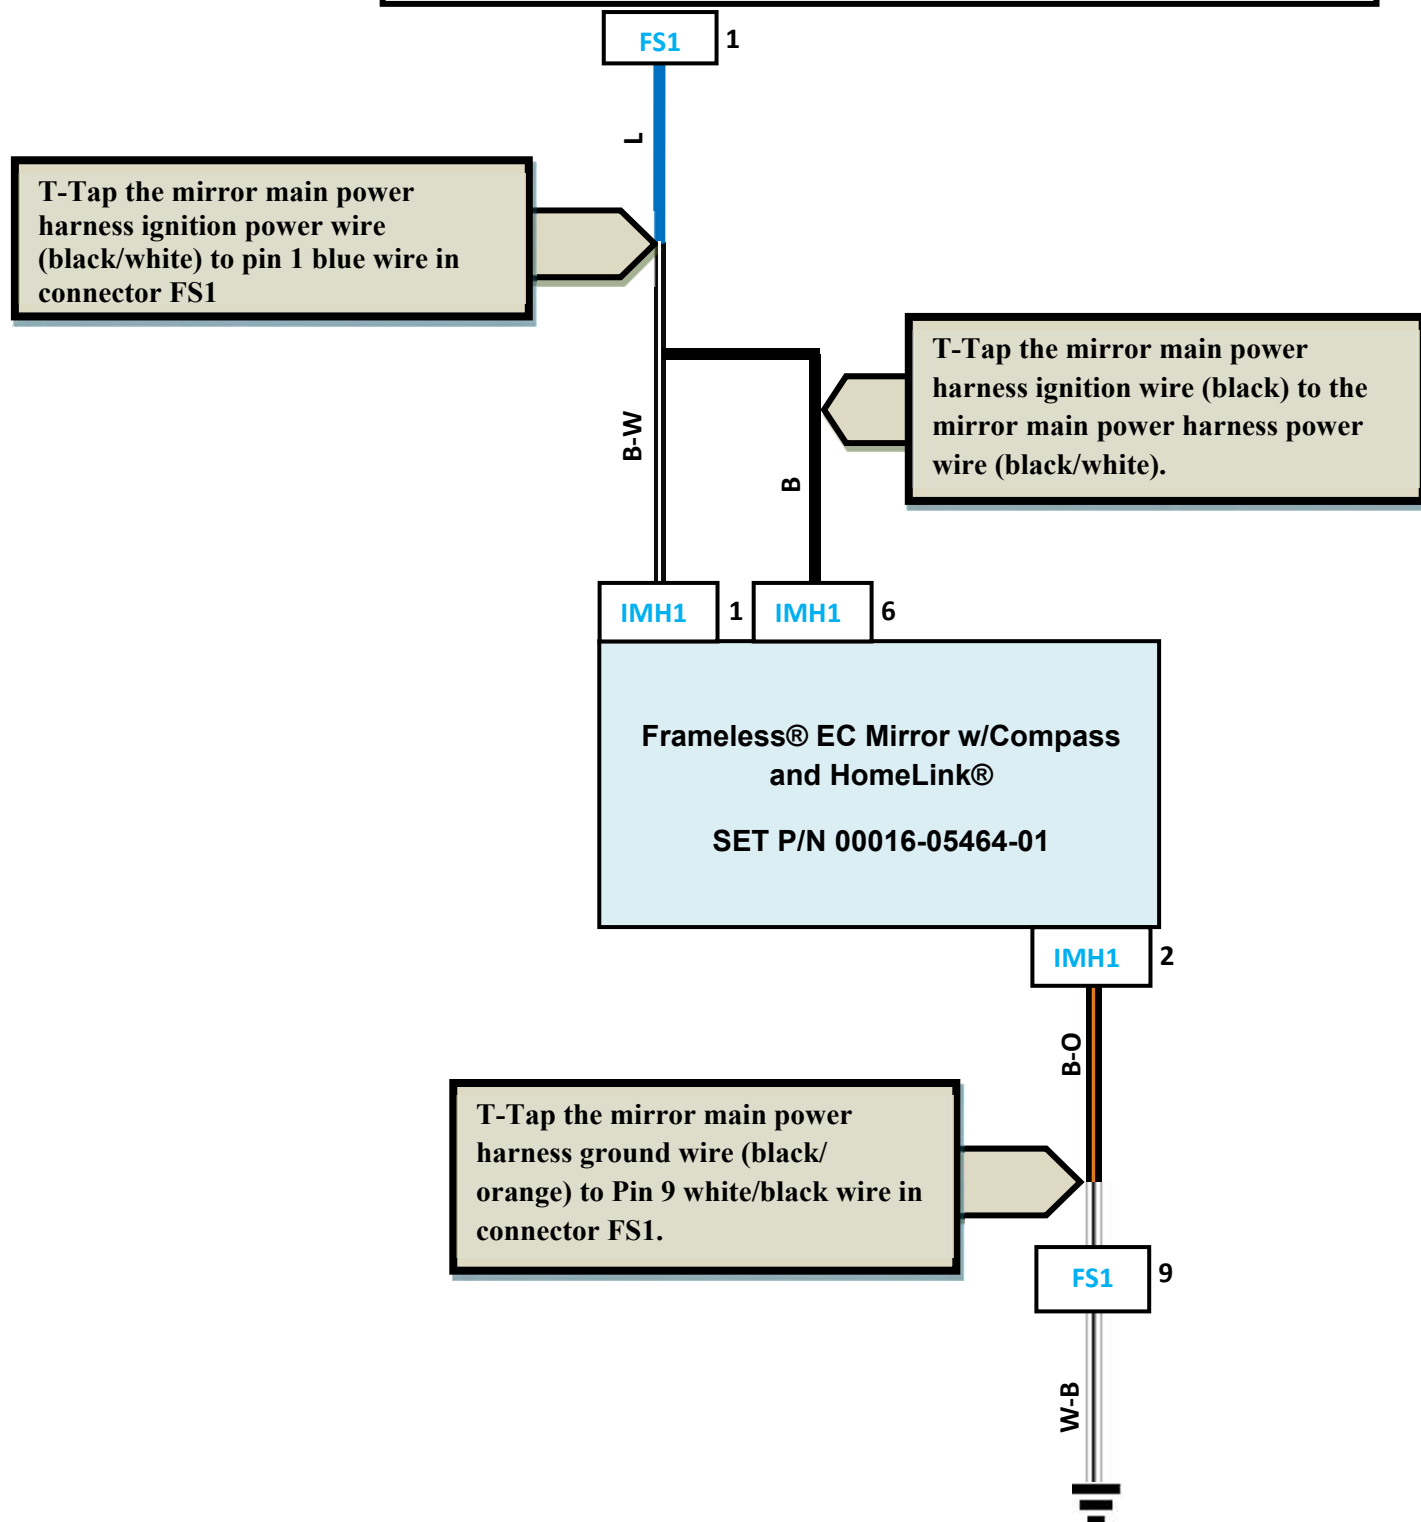 FS1 1
L
T-Tap the mirror main power
harness ignition power wire
(black/white) to pin 1 blue wire in
connector FS1
T-Tap the mirror main power
harness ignition wire (black) to the
mirror main power harness power
wire (black/white).
B-W
B
IMH1 1 IMH1 6
Frameless® EC Mirror w/Compass
and HomeLink®
SET P/N 00016-05464-01
IMH1 2
B-O
T-Tap the mirror main power
harness ground wire (black/
orange) to Pin 9 white/black wire in
connector FS1.
FS1 9
W-B